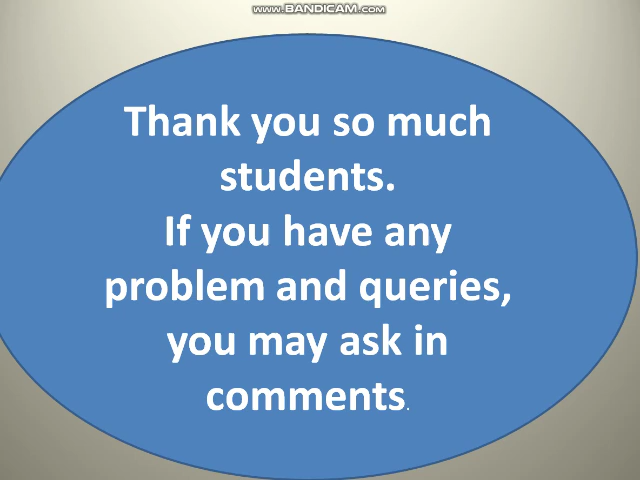 www.BANDICAM.com
Thank you so much
students.
If you have any
problem and queries,
you may ask in
comments.